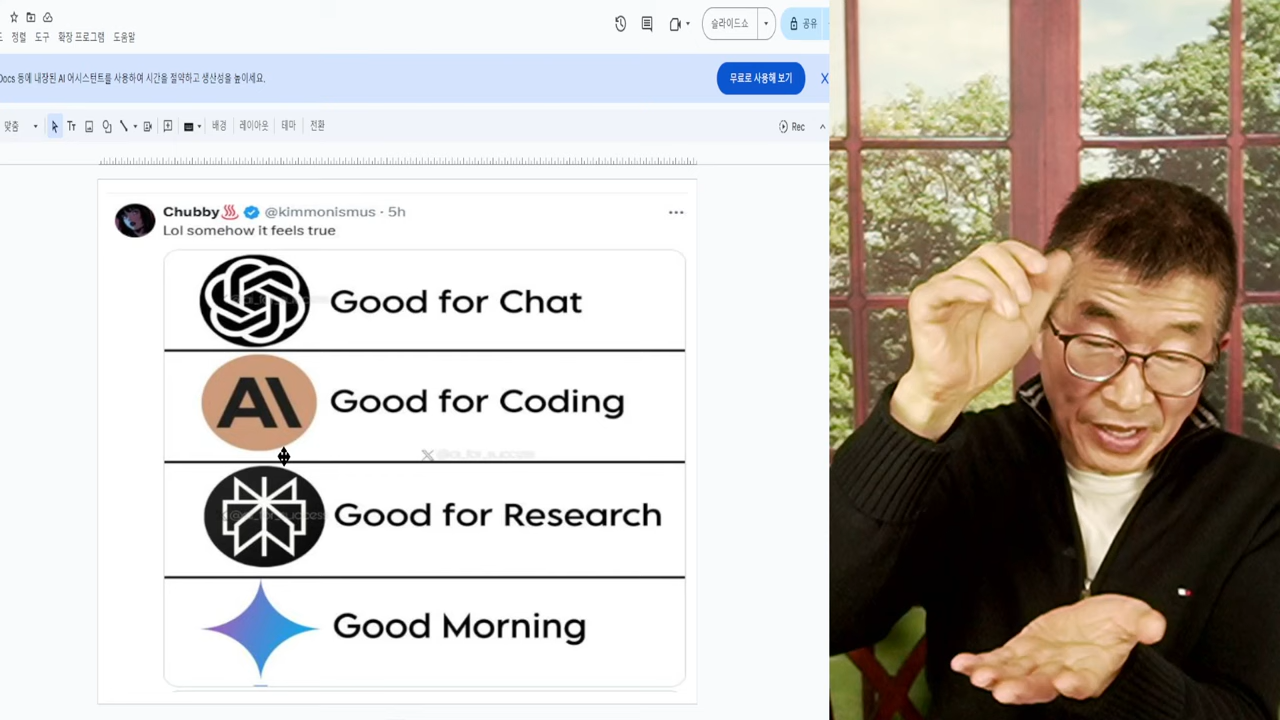 정렬 도구 확장 프로그램 도움말
슬라이드쇼
공유
Docs 등에 내장된 AI 어시스턴트를 사용하여 시간을 절약하고 생산성을 높이세요.
무료로 사용해 보기
X
맞춤
배경 레이아웃 테마 전환
Rec
Chubby♨️ @kimmonismus · 5h
Lol somehow it feels true
Good for Chat
AI
Good for Coding
Good for Research
Good Morning